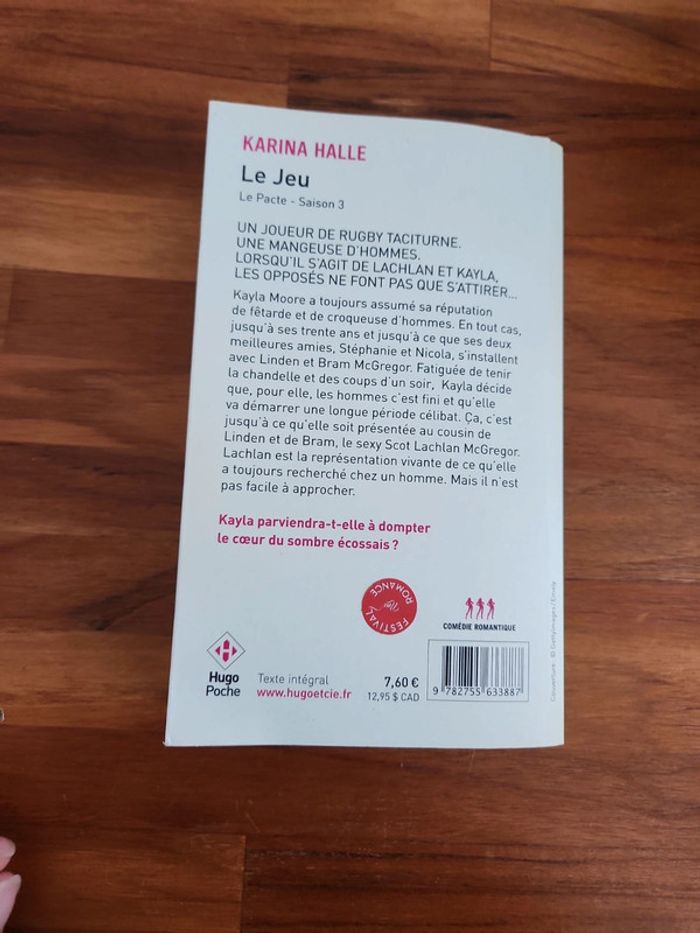 KARINA HALLE
Le Jeu
Le Pacte - Saison 3
UN JOUEUR DE RUGBY TACITURNE.
UNE MANGEUSE D'HOMMES.
LORSQU'IL S'AGIT DE LACHLAN ET KAYLA,
LES OPPOSÉS NE FONT PAS QUE S'ATTIRER...
Kayla Moore a toujours assumé sa réputation
de fêtarde et de croqueuse d'hommes. En tout cas,
jusqu'à ses trente ans et jusqu'à ce que ses deux
meilleures amies, Stéphanie et Nicola, s'installent
avec Linden et Bram McGregor. Fatiguée de tenir
la chandelle et des coups d'un soir, Kayla décide
que, pour elle, les hommes c'est fini et qu'elle
va démarrer une longue période célibat. Ça, c'est
jusqu'à ce qu'elle soit présentée au cousin de
Linden et de Bram, le sexy Scot Lachlan McGregor.
Lachlan est la représentation vivante de ce qu'elle
a toujours recherché chez un homme. Mais il n'est
pas facile à approcher.
Kayla parviendra-t-elle à dompter
le cœur du sombre écossais ?
FESTIVAL
New
ROMANCE
COMÉDIE ROMANTIQUE
Hugo
Poche
Texte intégral
www.hugoetcie.fr
7,60 €
12,95 $ CAD
9 782755 633887
Couverture : © GettyImages/Emely